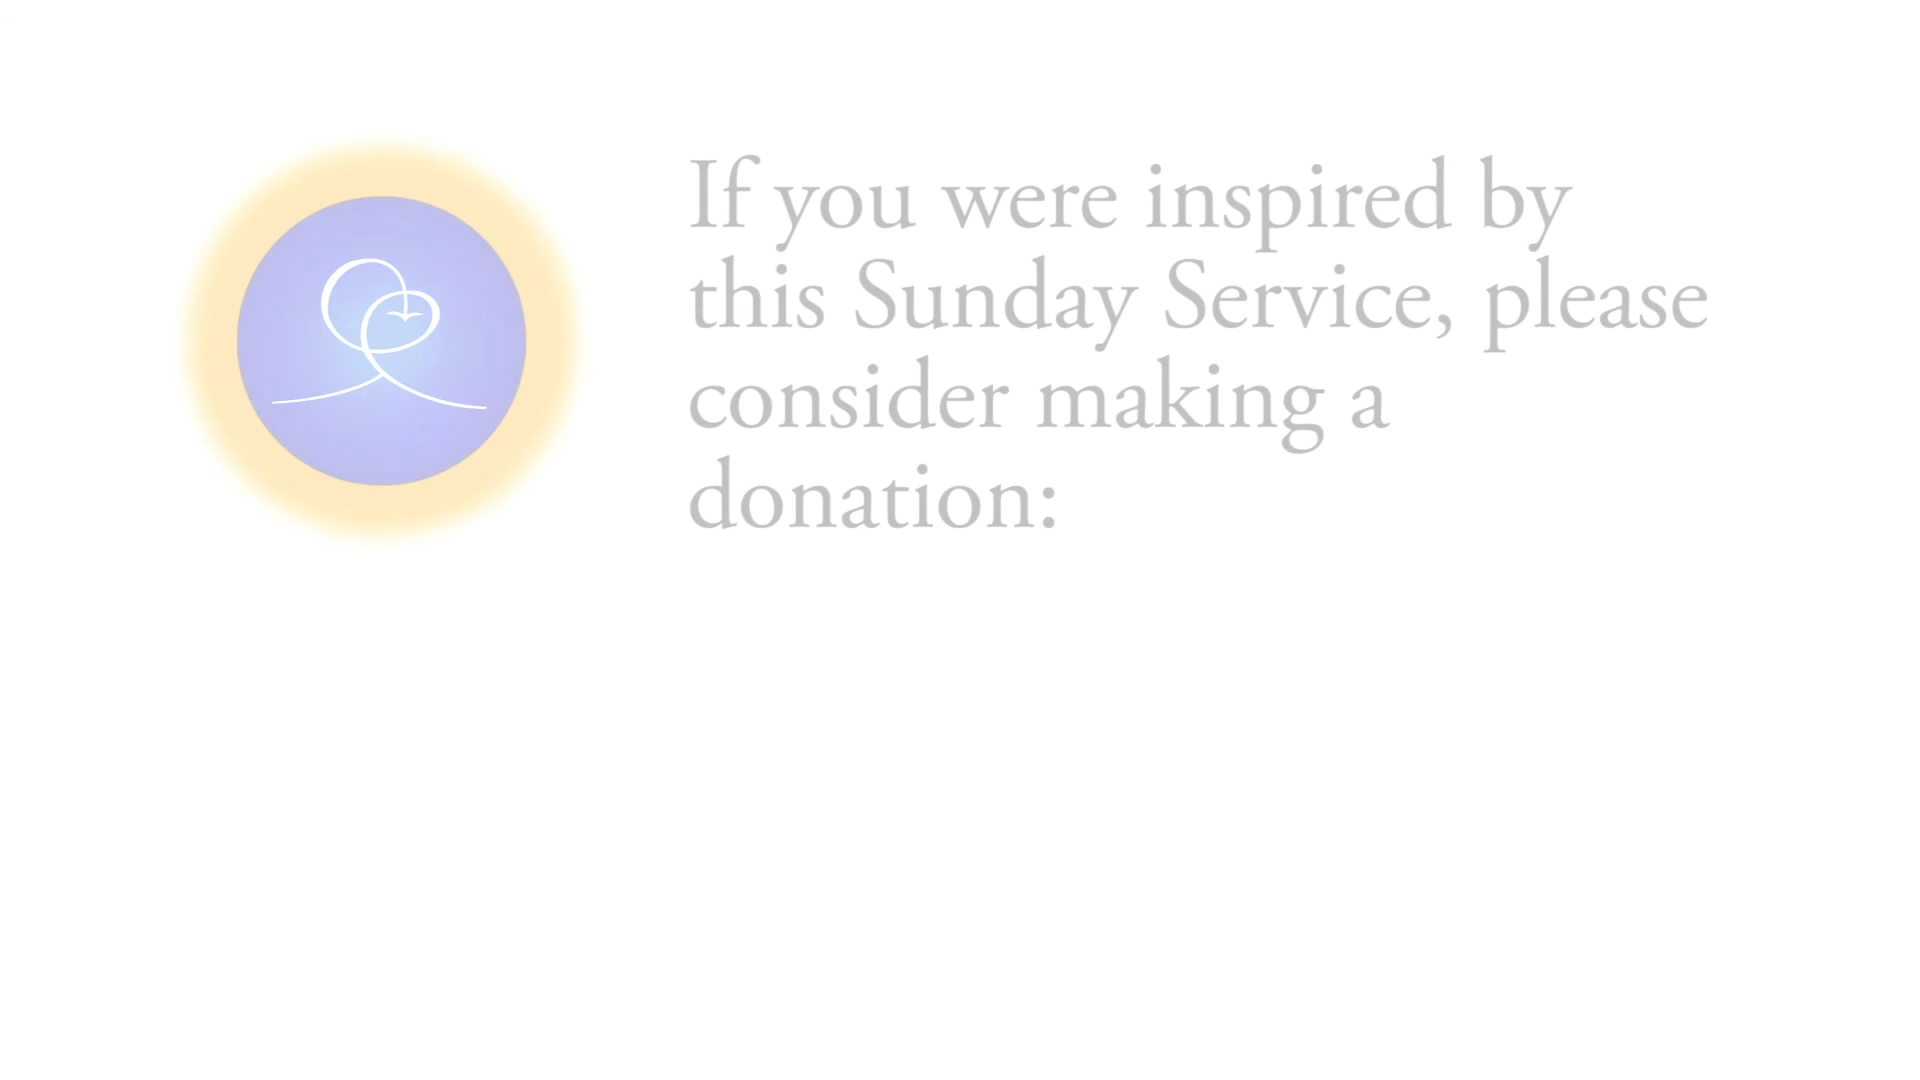 If you were inspired by
this Sunday Service, please
consider making a
donation: